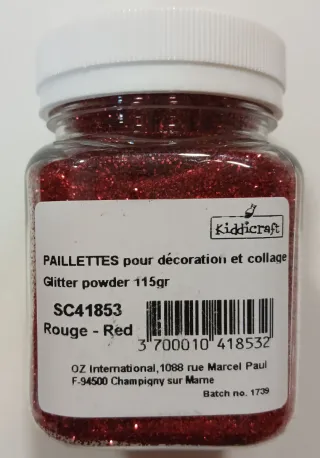 Kiddicraft
PAILLETTES pour décoration et collage
Glitter powder 115gr
SC41853
Rouge - Red
3 700010 418532
OZ International,1088 rue Marcel Paul
F-94500 Champigny sur Marne
Batch no. 1739